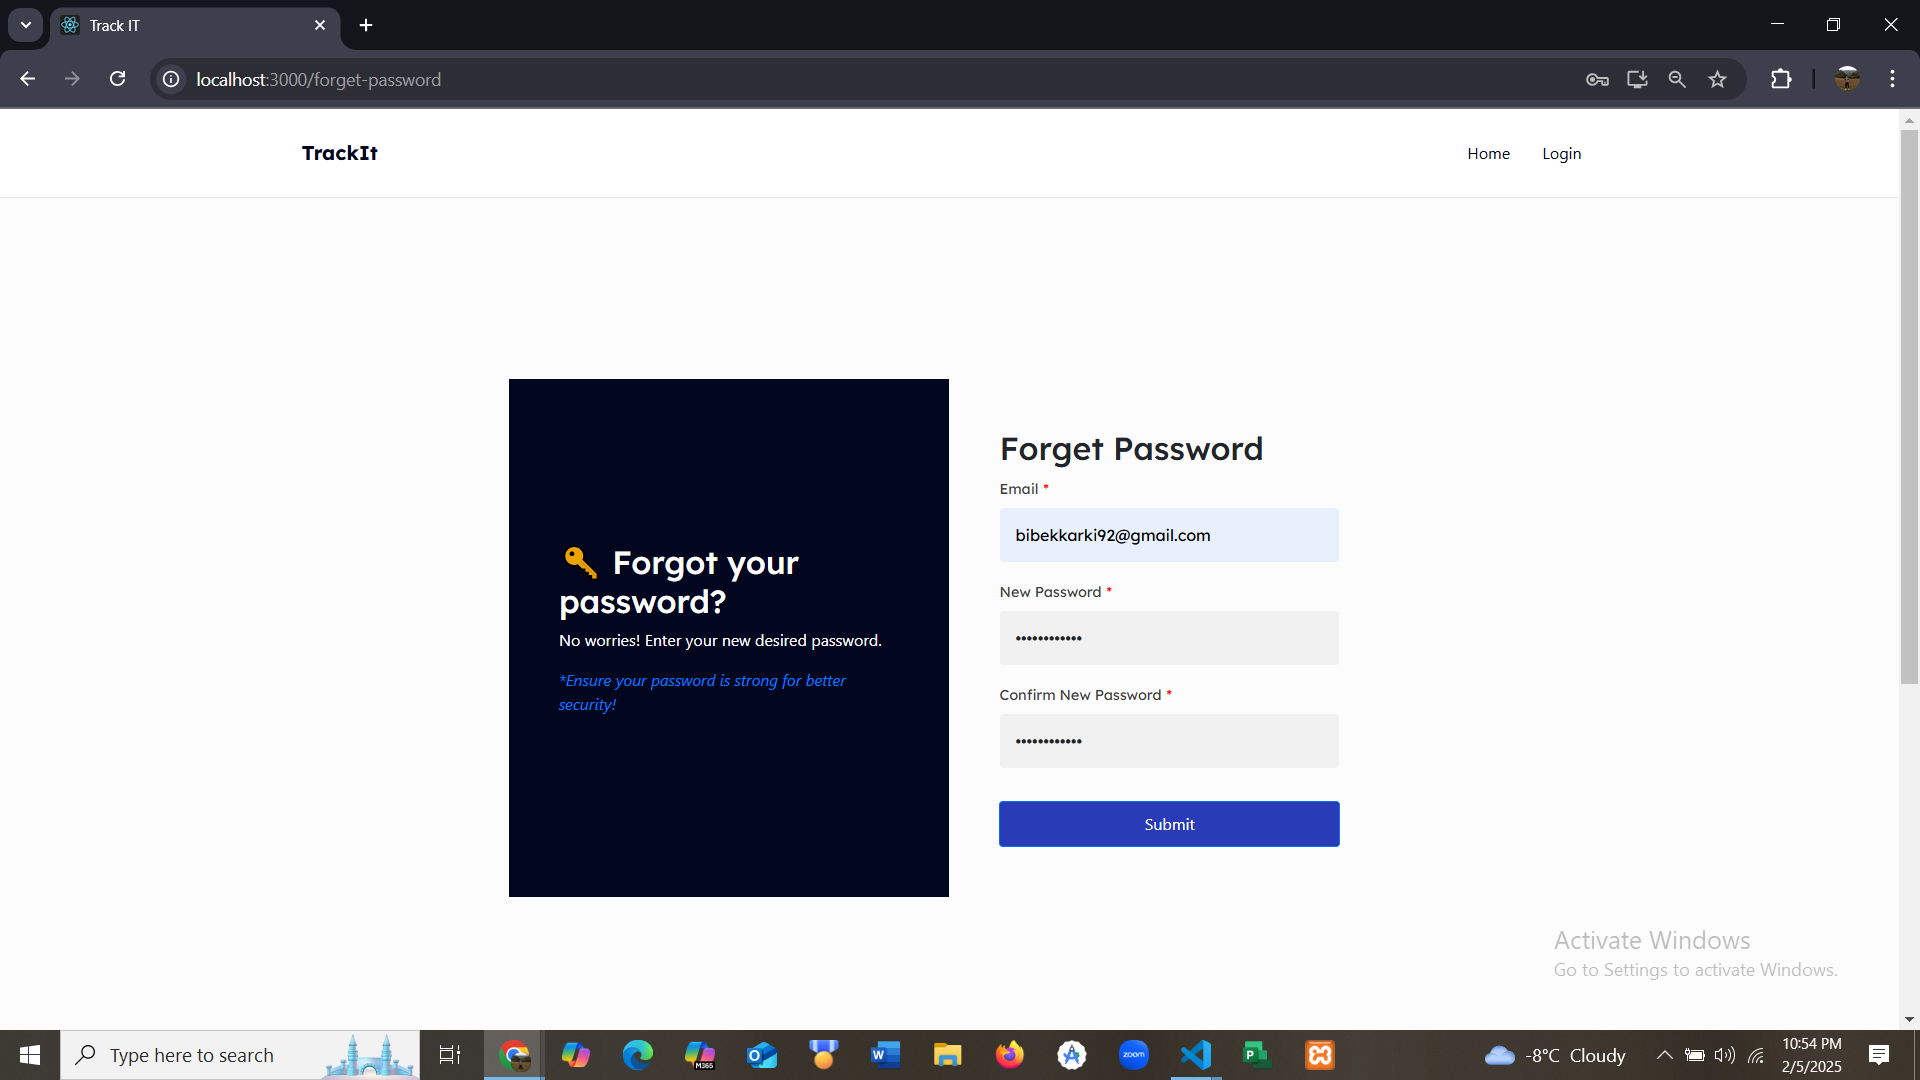 Track IT
localhost:3000/forget-password
TrackIt
Home
Login
🔑 Forgot your
password?
No worries! Enter your new desired password.
*Ensure your password is strong for better
security!
Forget Password
Email *
bibekkarki92@gmail.com
New Password *
••••••••••••
Confirm New Password *
••••••••••••
Submit
Activate Windows
Go to Settings to activate Windows.
Type here to search
M365
zoom
-8°C Cloudy
10:54 PM
2/5/2025